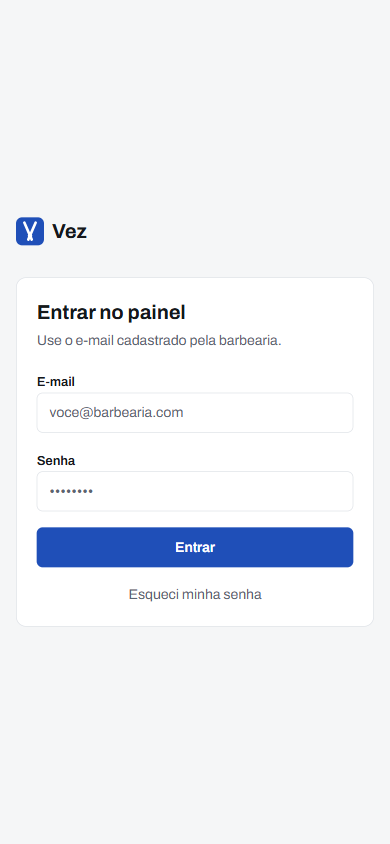 Vez
Entrar no painel
Use o e-mail cadastrado pela barbearia.
E-mail
voce@barbearia.com
Senha
••••••••
Entrar
Esqueci minha senha